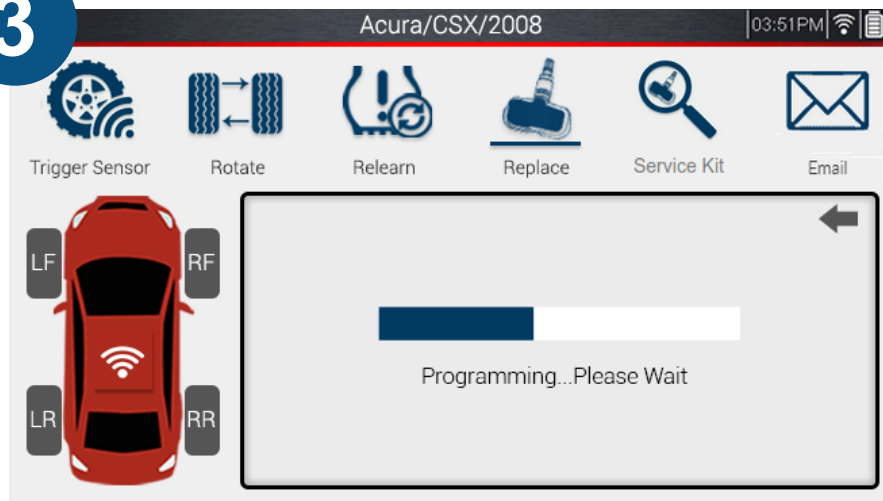 3
Acura/CSX/2008
03:51PM
Trigger Sensor
Rotate
Relearn
Replace
Service Kit
Email
LF
RF
Programming...Please Wait
LR
RR